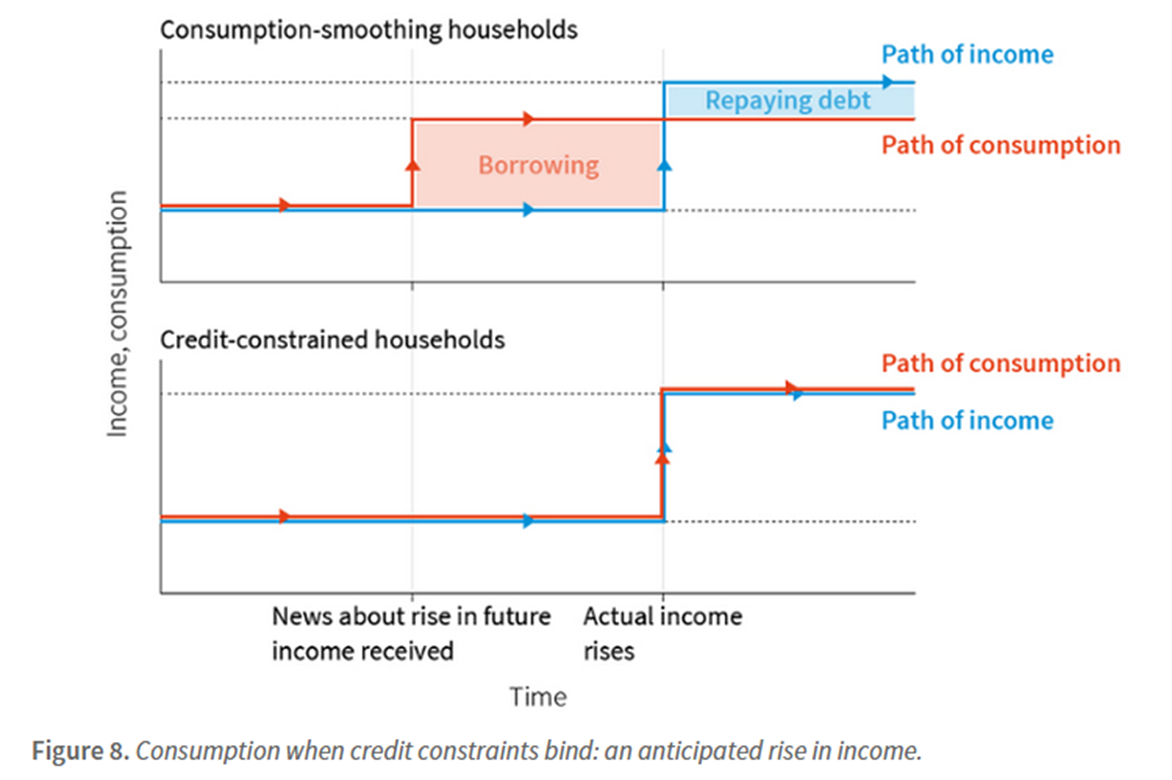 Consumption-smoothing households
Path of income
Repaying debt
Path of consumption
Borrowing
Income, consumption
Credit-constrained households
Path of consumption
Path of income
News about rise in future
income received
Actual income
rises
Time
Figure 8. Consumption when credit constraints bind: an anticipated rise in income.